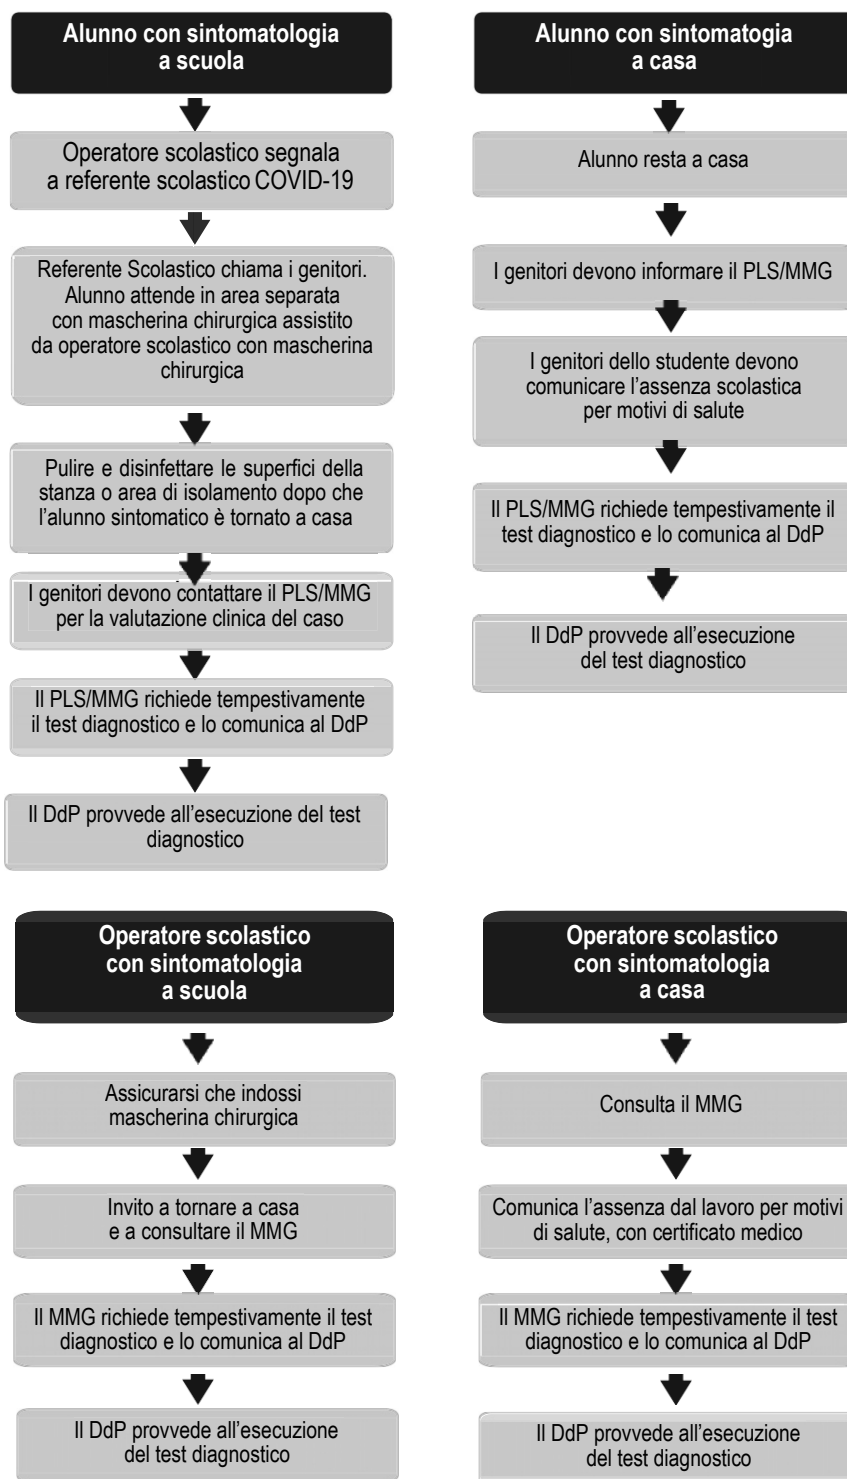 Alunno con sintomatologia
a scuola
Operatore scolastico segnala
a referente scolastico COVID-19
Referente Scolastico chiama i genitori.
Alunno attende in area separata
con mascherina chirurgica assistito
da operatore scolastico con mascherina
chirurgica
Pulire e disinfettare le superfici della
stanza o area di isolamento dopo che
l’alunno sintomatico è tornato a casa
I genitori devono contattare il PLS/MMG
per la valutazione clinica del caso
Il PLS/MMG richiede tempestivamente
il test diagnostico e lo comunica al DdP
Il DdP provvede all’esecuzione del test
diagnostico
Alunno con sintomatogia
a casa
Alunno resta a casa
I genitori devono informare il PLS/MMG
I genitori dello studente devono
comunicare l’assenza scolastica
per motivi di salute
Il PLS/MMG richiede tempestivamente il
test diagnostico e lo comunica al DdP
Il DdP provvede all’esecuzione
del test diagnostico
Operatore scolastico
con sintomatologia
a scuola
Assicurarsi che indossi
mascherina chirurgica
Invito a tornare a casa
e a consultare il MMG
Il MMG richiede tempestivamente il test
diagnostico e lo comunica al DdP
Il DdP provvede all’esecuzione
del test diagnostico
Operatore scolastico
con sintomatologia
a casa
Consulta il MMG
Comunica l’assenza dal lavoro per motivi
di salute, con certificato medico
Il MMG richiede tempestivamente il test
diagnostico e lo comunica al DdP
Il DdP provvede all’esecuzione
del test diagnostico